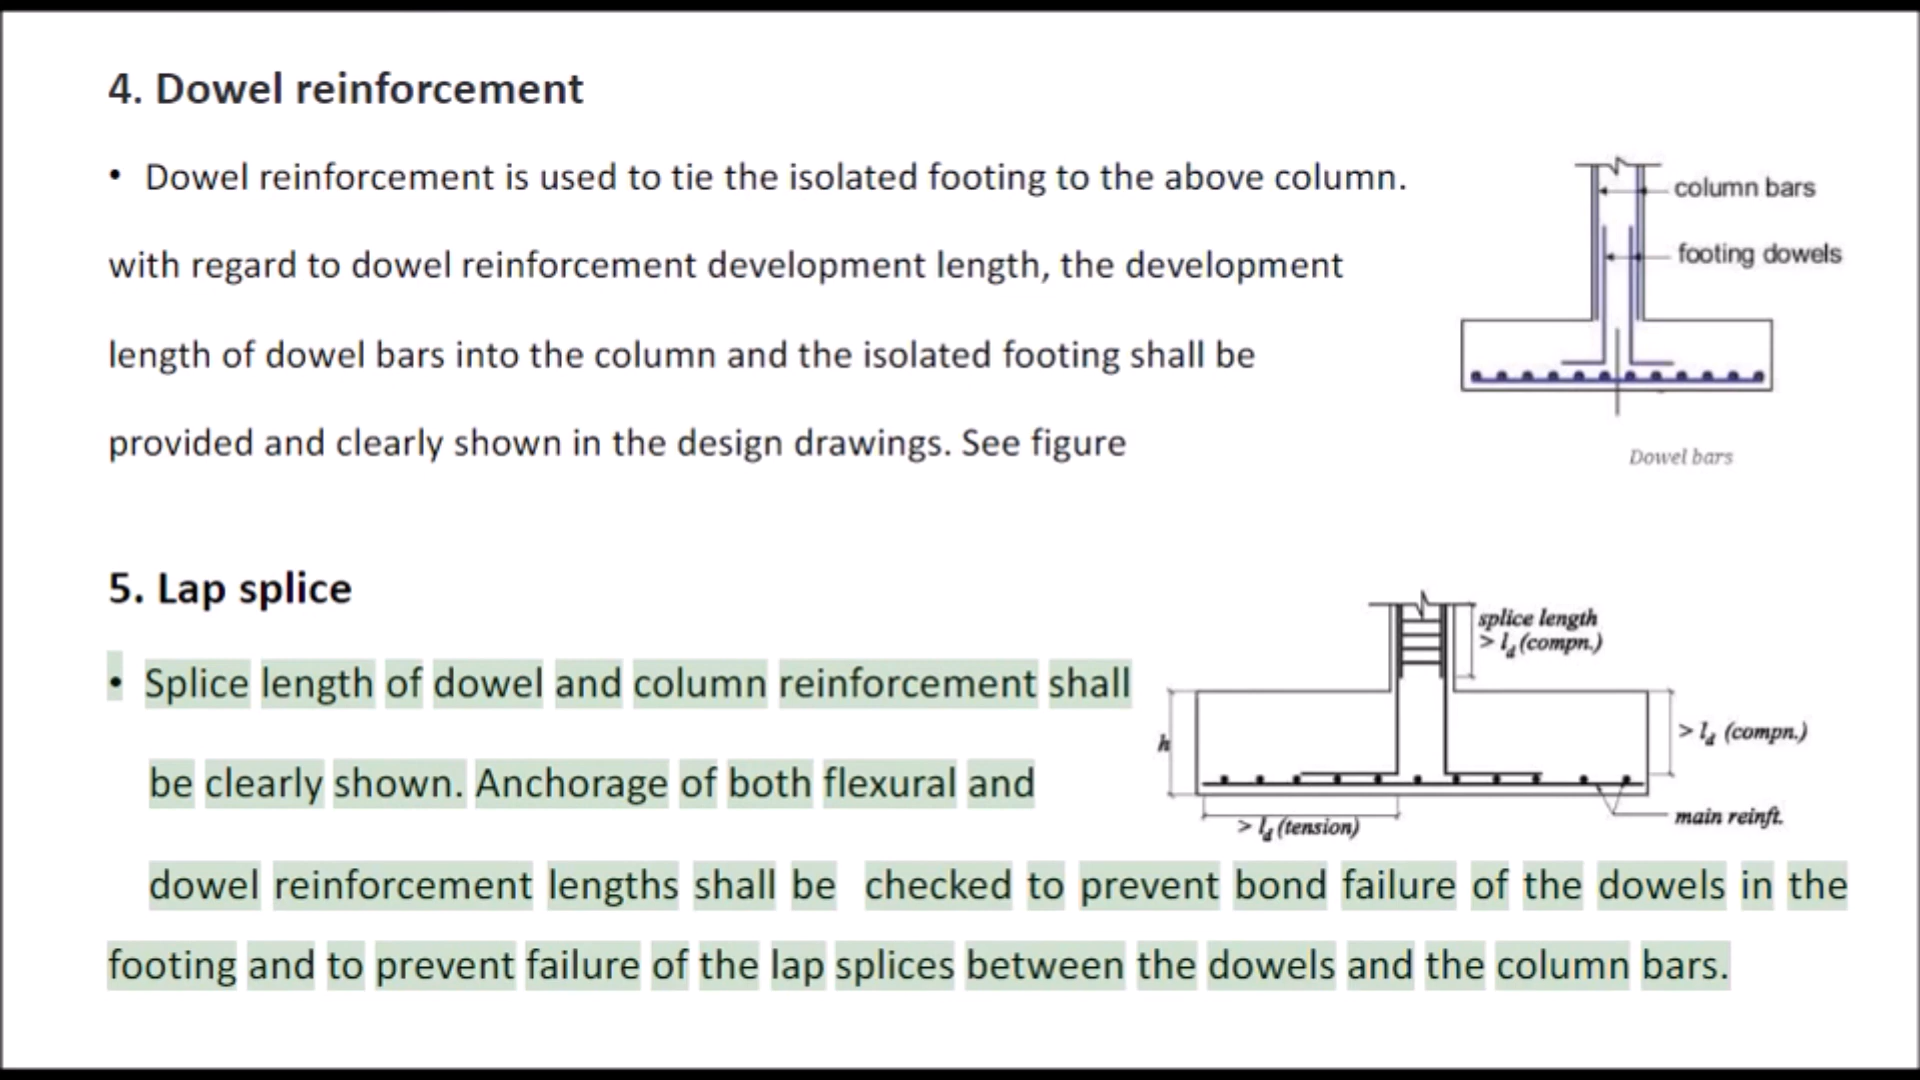 4. Dowel reinforcement
• Dowel reinforcement is used to tie the isolated footing to the above column.
with regard to dowel reinforcement development length, the development
length of dowel bars into the column and the isolated footing shall be
provided and clearly shown in the design drawings. See figure
column bars
footing dowels
Dowel bars
5. Lap splice
• Splice length of dowel and column reinforcement shall
be clearly shown. Anchorage of both flexural and
dowel reinforcement lengths shall be checked to prevent bond failure of the dowels in the
footing and to prevent failure of the lap splices between the dowels and the column bars.
splice length
> ld (compn.)
> ld (compn.)
h
main reinft.
> ld (tension)